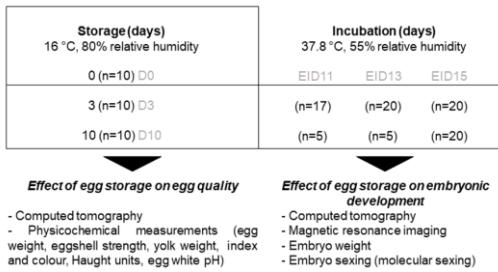 Storage (days)
16 °C, 80% relative humidity
0 (n=10) D0
3 (n=10) D3
10 (n=10) D10
Incubation (days)
37.8 °C, 55% relative humidity
EID11 EID13 EID15
(n=17) (n=20) (n=20)
(n=5) (n=5) (n=20)
Effect of egg storage on egg quality
- Computed tomography
- Physicochemical measurements (egg
weight, eggshell strength, yolk weight, index
and colour, Haught units, egg white pH)
Effect of egg storage on embryonic
development
- Computed tomography
- Magnetic resonance imaging
- Embryo weight
- Embryo sexing (molecular sexing)